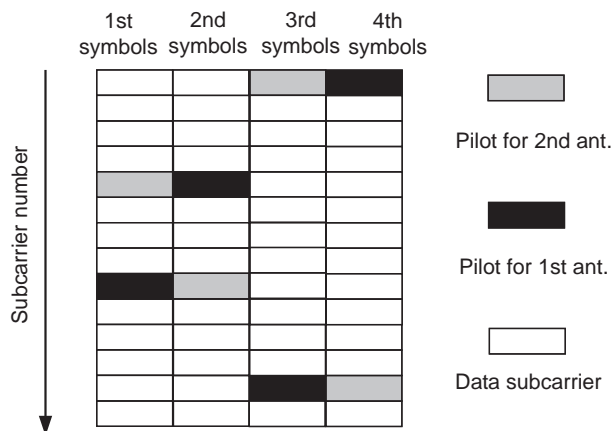 1st 2nd 3rd 4th
symbols symbols symbols symbols
Subcarrier number
Pilot for 2nd ant.
Pilot for 1st ant.
Data subcarrier